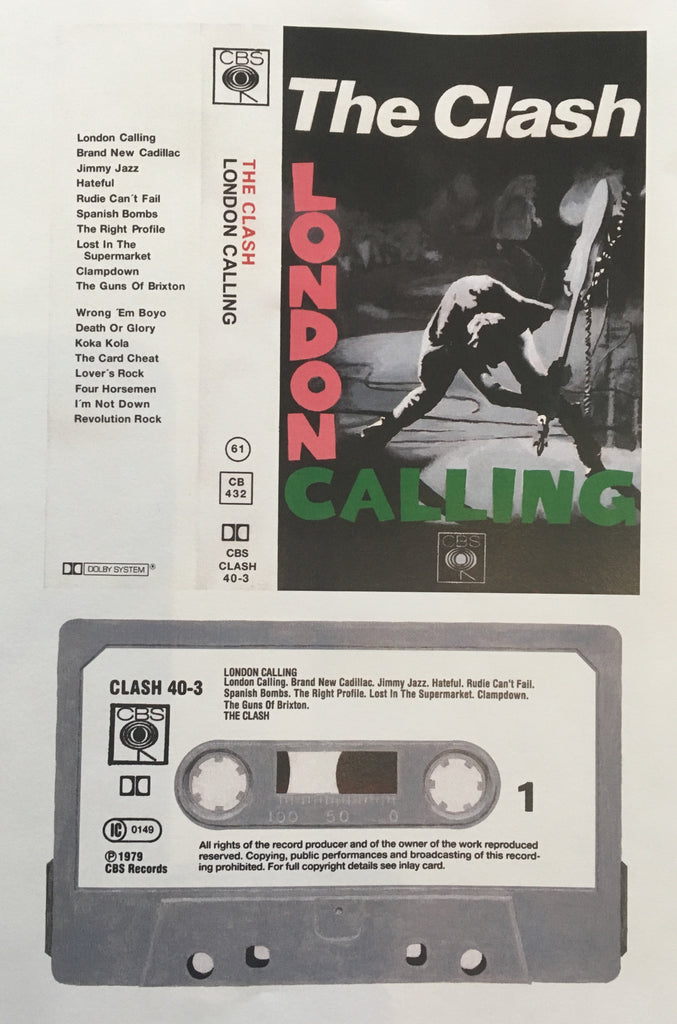 London Calling
Brand New Cadillac
Jimmy Jazz
Hateful
Rudie Can´t Fail
Spanish Bombs
The Right Profile
Lost In The
Supermarket
Clampdown
The Guns Of Brixton
Wrong ´Em Boyo
Death Or Glory
Koka Kola
The Card Cheat
Lover´s Rock
Four Horsemen
I´m Not Down
Revolution Rock
DOLBY SYSTEM®
CBS
THE CLASH
LONDON CALLING
61
CB
432
CBS
CLASH
40-3
The Clash
LONDON
CALLING
CBS
CLASH 40-3
CBS
IC 0149
℗ 1979
CBS Records
LONDON CALLING
London Calling. Brand New Cadillac. Jimmy Jazz. Hateful. Rudie Can't Fail.
Spanish Bombs. The Right Profile. Lost In The Supermarket. Clampdown.
The Guns Of Brixton.
THE CLASH
100 50 0
1
All rights of the record producer and of the owner of the work reproduced
reserved. Copying, public performances and broadcasting of this record-
ing prohibited. For full copyright details see inlay card.